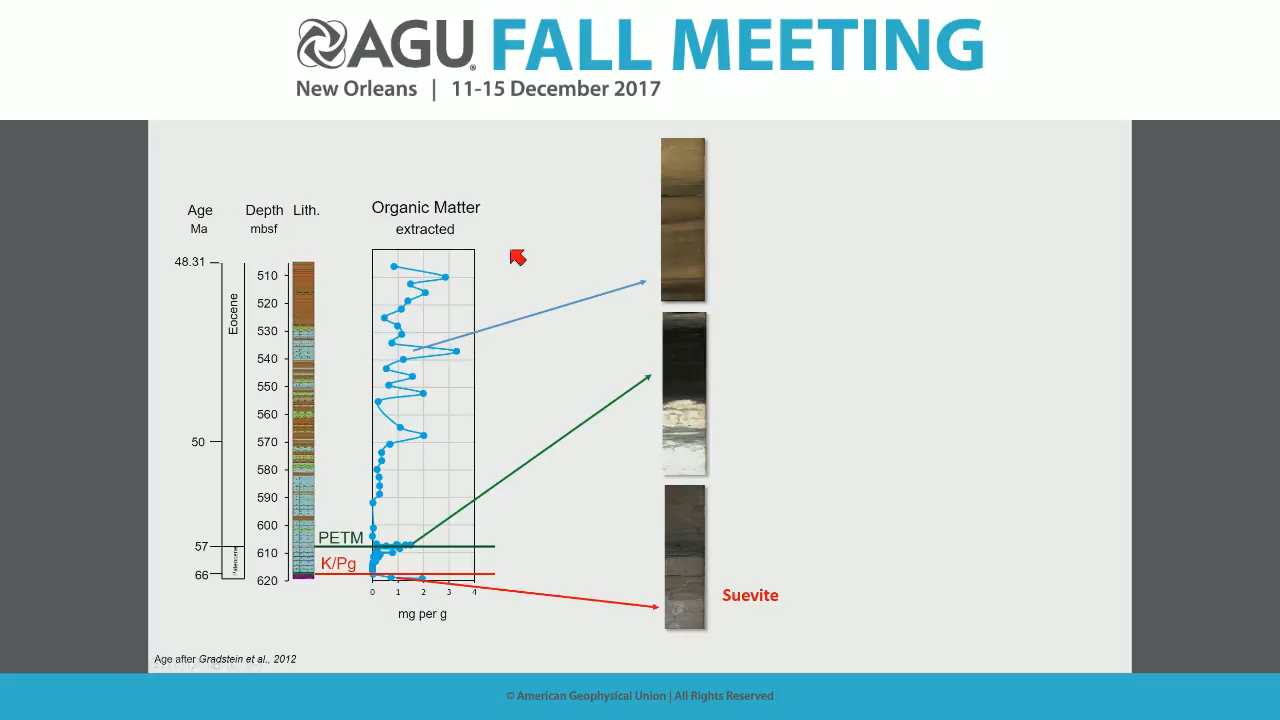 AGU FALL MEETING
New Orleans | 11-15 December 2017
Age
Ma
Depth
mbsf
Lith.
Organic Matter
extracted
48.31
50
57
66
Eocene
Paleocene
510
520
530
540
550
560
570
580
590
600
610
620
PETM
K/Pg
0 1 2 3 4
mg per g
Suevite
Age after Gradstein et al., 2012
© American Geophysical Union | All Rights Reserved